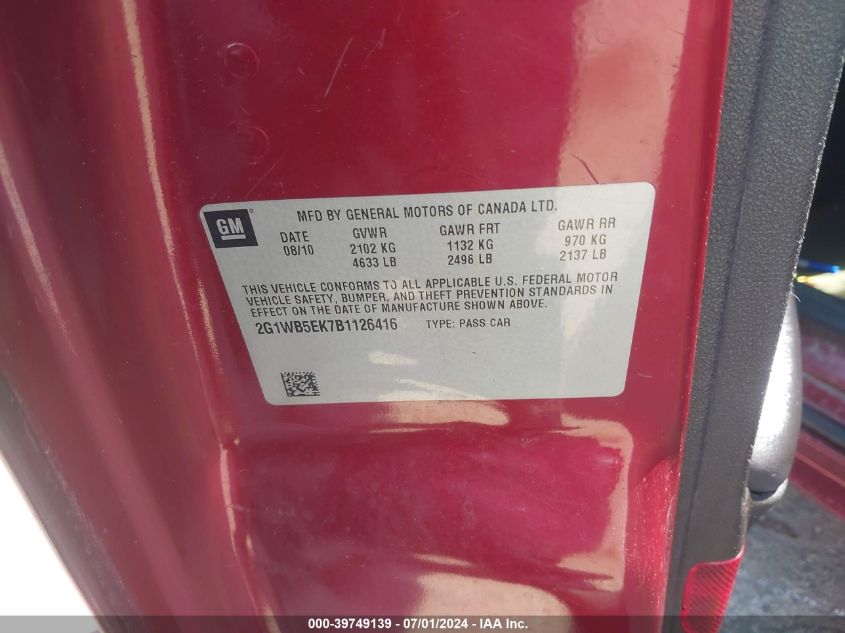 GM
MFD BY GENERAL MOTORS OF CANADA LTD.
DATE GVWR GAWR FRT GAWR RR
08/10 2102 KG 1132 KG 970 KG
4633 LB 2496 LB 2137 LB
THIS VEHICLE CONFORMS TO ALL APPLICABLE U.S. FEDERAL MOTOR
VEHICLE SAFETY, BUMPER, AND THEFT PREVENTION STANDARDS IN
EFFECT ON THE DATE OF MANUFACTURE SHOWN ABOVE.
2G1WB5EK7B1126416 TYPE: PASS CAR
000-39749139 - 07/01/2024 - IAA Inc.